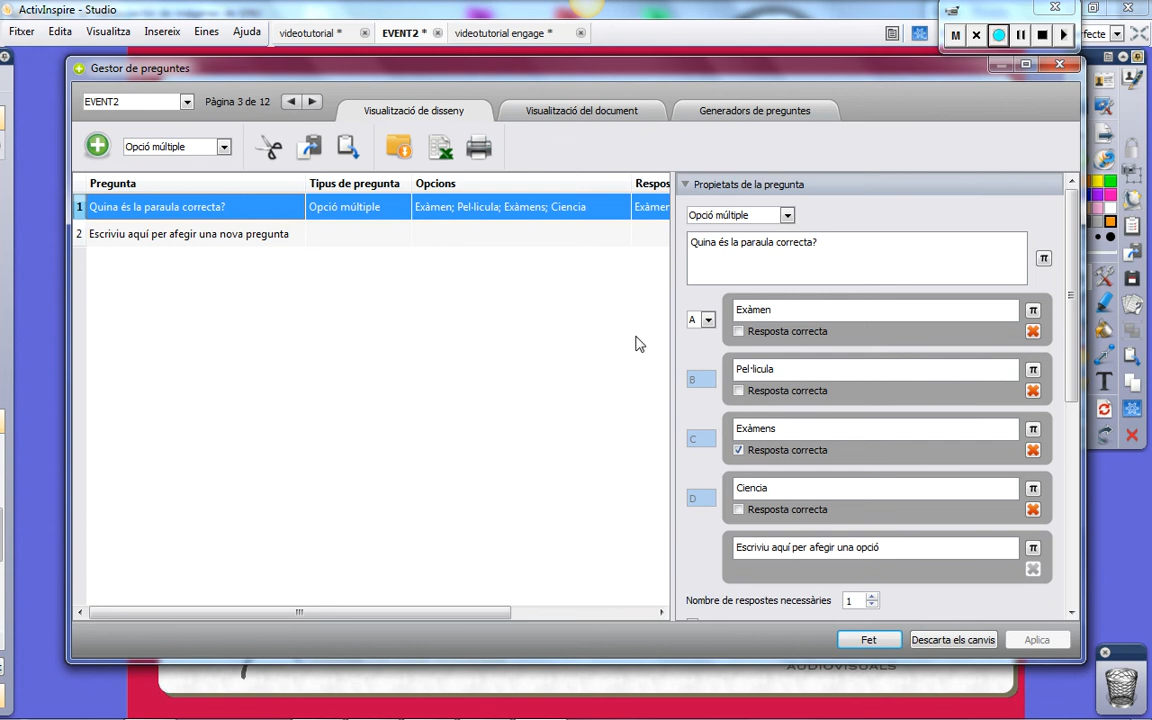 ActivInspire - Studio
Fitxer Edita Visualitza Insereix Eines Ajuda
videotutorial * EVENT2 * videotutorial engage *
M
fecte
Gestor de preguntes
EVENT2 Pàgina 3 de 12
Visualització de disseny Visualització del document Generadors de preguntes
Opció múltiple
Pregunta Tipus de pregunta Opcions Respos
1 Quina és la paraula correcta? Opció múltiple Exàmen; Pel·licula; Exàmens; Ciencia Exàmer
2 Escriviu aquí per afegir una nova pregunta
Propietats de la pregunta
Opció múltiple
Quina és la paraula correcta?
π
A Exàmen π
Resposta correcta
B Pel·licula π
Resposta correcta
C Exàmens π
Resposta correcta
D Ciencia π
Resposta correcta
Escriviu aquí per afegir una opció π
Nombre de respostes necessàries 1
Fet Descarta els canvis Aplica
AUDIOVISUALS